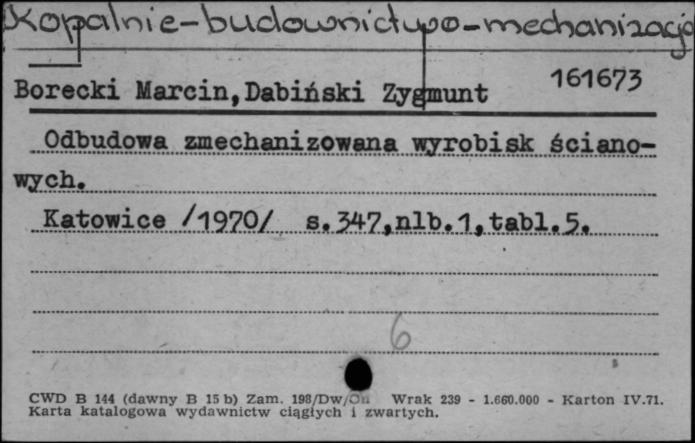 Kopalnie-budownictwo-mechanizacja
161673
Borecki Marcin,Dabiński Zygmunt
Odbudowa zmechanizowana wyrobisk ściano-
wych.
Katowice /1970/ s.347,nlb.1,tabl.5.
6
CWD B 144 (dawny B 15 b) Zam. 198/Dw/ Wrak 239 - 1.660.000 - Karton IV.71.
Karta katalogowa wydawnictw ciągłych i zwartych.